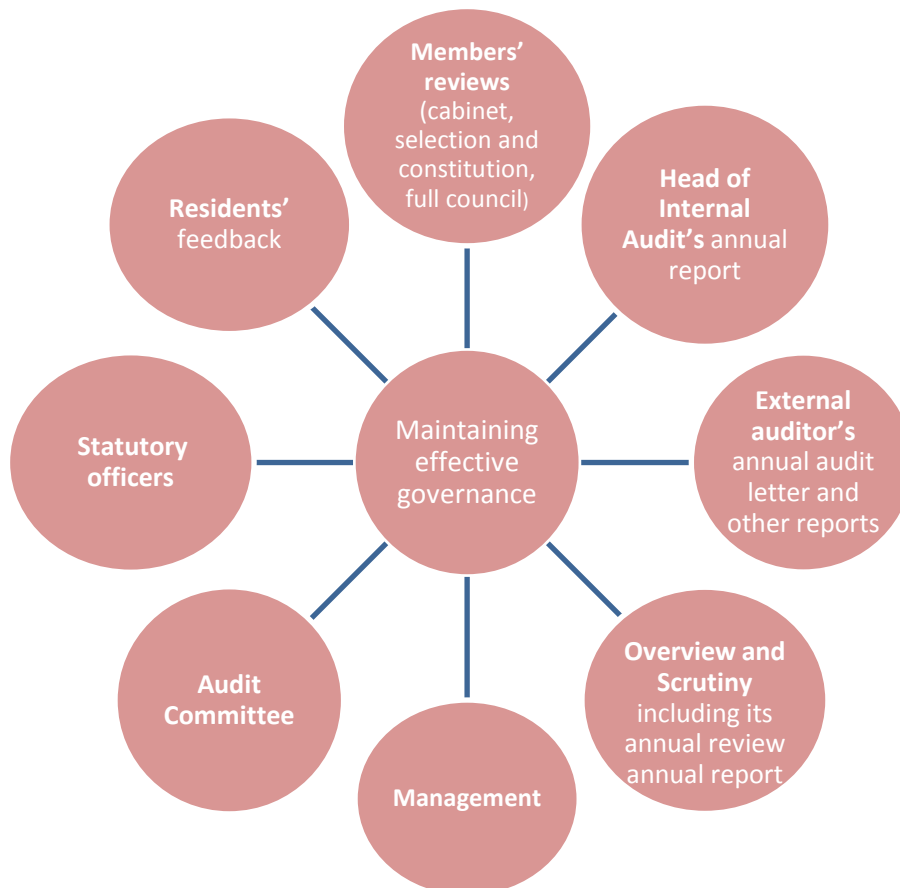 Members'
reviews
(cabinet,
selection and
constitution,
full council)
Head of
Internal
Audit's annual
report
External
auditor's
annual audit
letter and
other reports
Overview and
Scrutiny
including its
annual review
annual report
Management
Audit
Committee
Statutory
officers
Residents'
feedback
Maintaining
effective
governance